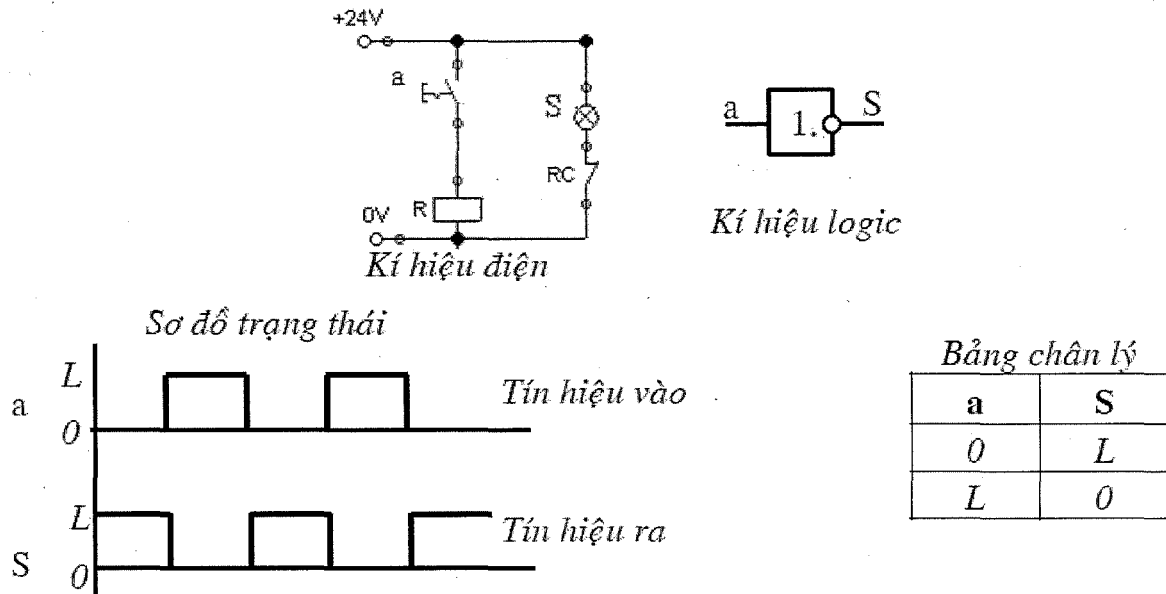 +24V
a
S
RC
R
0V
Kí hiệu điện
a
1.
S
Kí hiệu logic
Sơ đồ trạng thái
L
a
0
Tín hiệu vào
L
S
0
Tín hiệu ra
Bảng chân lý
a S
0 L
L 0